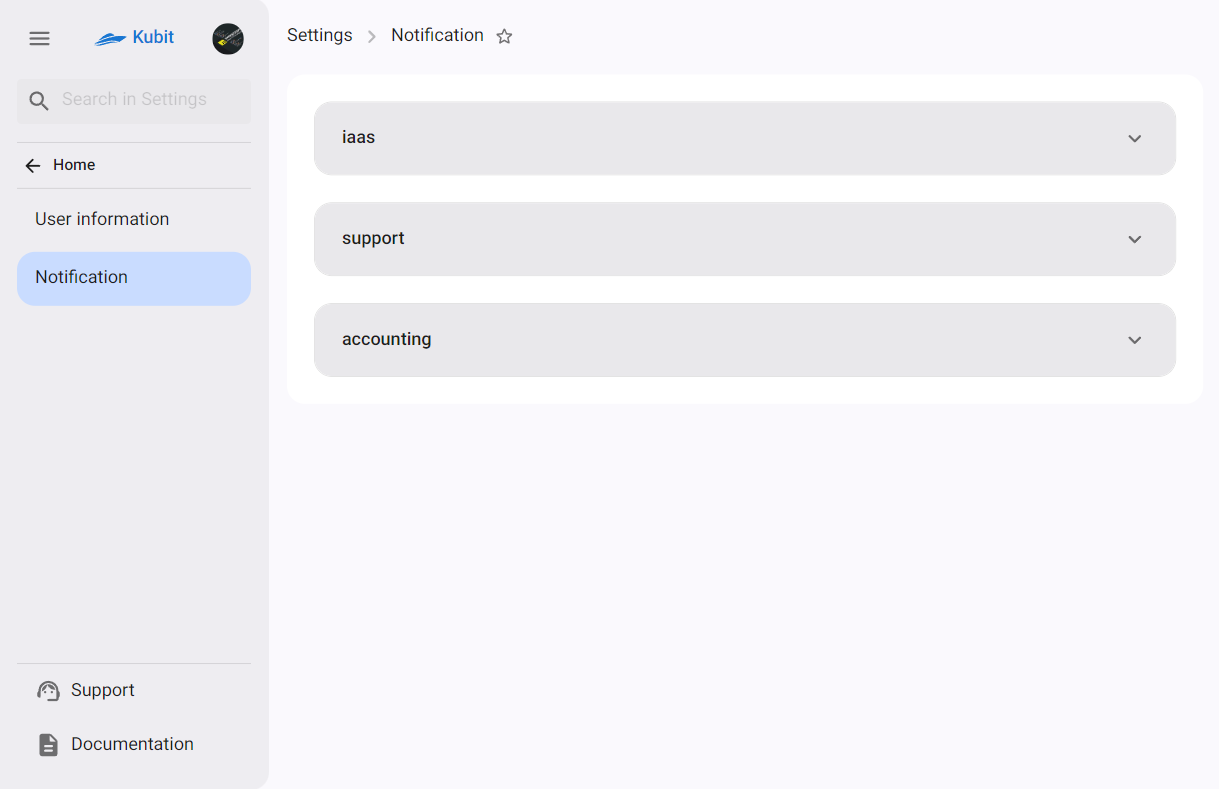 Kubit
Search in Settings
Home
User information
Notification
Support
Documentation
Settings
Notification
iaas
support
accounting